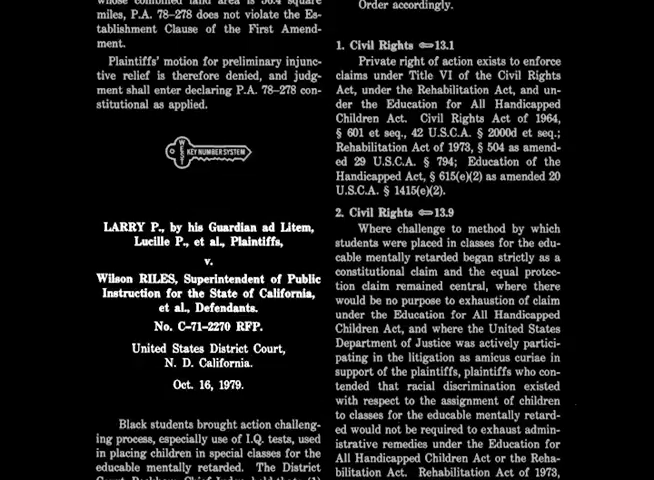 whose combined land area is 56.4 square
miles, P.A. 78–278 does not violate the Es-
tablishment Clause of the First Amend-
ment.
Plaintiffs' motion for preliminary injunc-
tive relief is therefore denied, and judg-
ment shall enter declaring P.A. 78–278 con-
stitutional as applied.
WEST
KEY NUMBER SYSTEM
LARRY P., by his Guardian ad Litem,
Lucille P., et al., Plaintiffs,
v.
Wilson RILES, Superintendent of Public
Instruction for the State of California,
et al., Defendants.
No. C–71–2270 RFP.
United States District Court,
N. D. California.
Oct. 16, 1979.
Black students brought action challeng-
ing process, especially use of I.Q. tests, used
in placing children in special classes for the
educable mentally retarded. The District
Order accordingly.
1. Civil Rights ⚷13.1
Private right of action exists to enforce
claims under Title VI of the Civil Rights
Act, under the Rehabilitation Act, and un-
der the Education for All Handicapped
Children Act. Civil Rights Act of 1964,
§ 601 et seq., 42 U.S.C.A. § 2000d et seq.;
Rehabilitation Act of 1973, § 504 as amend-
ed 29 U.S.C.A. § 794; Education of the
Handicapped Act, § 615(e)(2) as amended 20
U.S.C.A. § 1415(e)(2).
2. Civil Rights ⚷13.9
Where challenge to method by which
students were placed in classes for the edu-
cable mentally retarded began strictly as a
constitutional claim and the equal protec-
tion claim remained central, where there
would be no purpose to exhaustion of claim
under the Education for All Handicapped
Children Act, and where the United States
Department of Justice was actively partici-
pating in the litigation as amicus curiae in
support of the plaintiffs, plaintiffs who con-
tended that racial discrimination existed
with respect to the assignment of children
to classes for the educable mentally retard-
ed would not be required to exhaust admin-
istrative remedies under the Education for
All Handicapped Children Act or the Reha-
bilitation Act. Rehabilitation Act of 1973,